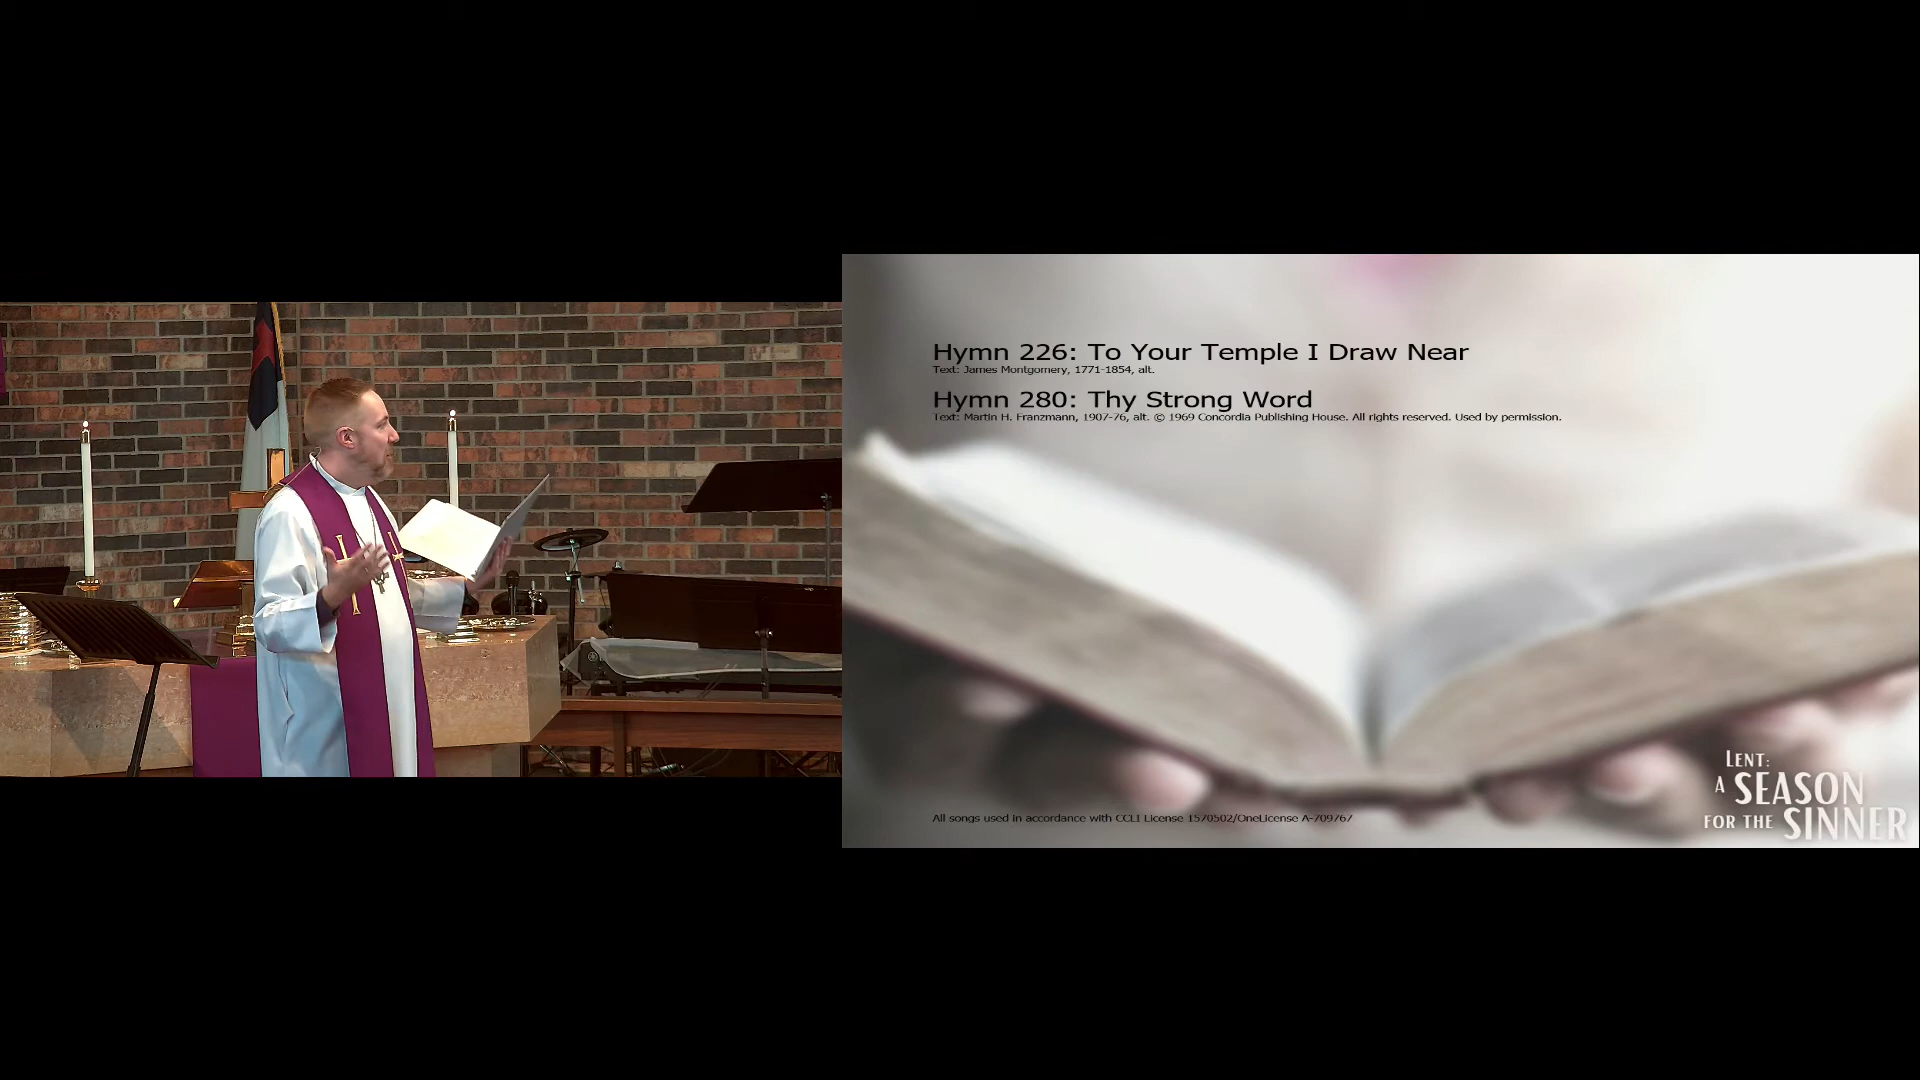 Hymn 226: To Your Temple I Draw Near
Text: James Montgomery, 1771-1854, alt.
Hymn 280: Thy Strong Word
Text: Martin H. Franzmann, 1907-76, alt. © 1969 Concordia Publishing House. All rights reserved. Used by permission.
All songs used in accordance with CCLI License 1570502/OneLicense A-709767
LENT:
A SEASON
FOR THE SINNER